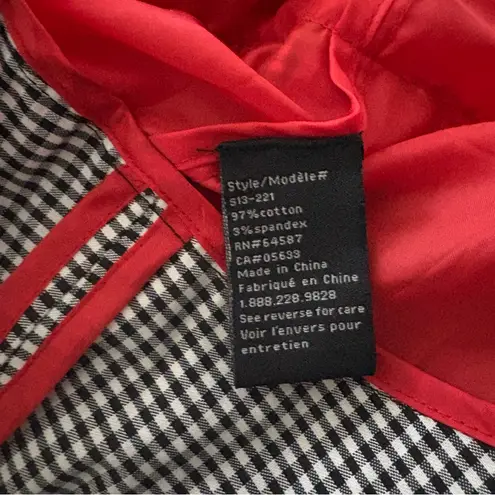 Style/Modèle#
S13-221
97%cotton
3%spandex
RN#64587
CA#05633
Made in China
Fabriqué en Chine
1.888.228.9828
See reverse for care
Voir l'envers pour
entretien